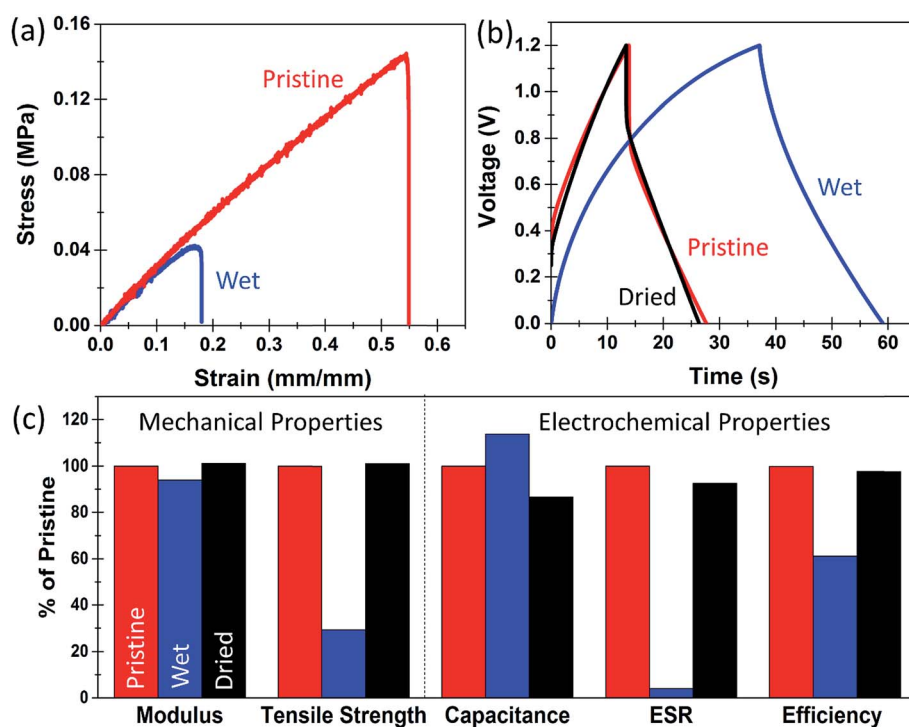 (a)
0.16
0.12
0.08
0.04
0.00
Stress (MPa)
Pristine
Wet
0.0 0.1 0.2 0.3 0.4 0.5 0.6
Strain (mm/mm)
(b)
1.2
1.0
0.8
0.6
0.4
0.2
0.0
Voltage (V)
Wet
Pristine
Dried
0 10 20 30 40 50 60
Time (s)
(c)
120
100
80
60
40
20
0
% of Pristine
Mechanical Properties
Electrochemical Properties
Pristine
Wet
Dried
Modulus Tensile Strength Capacitance ESR Efficiency